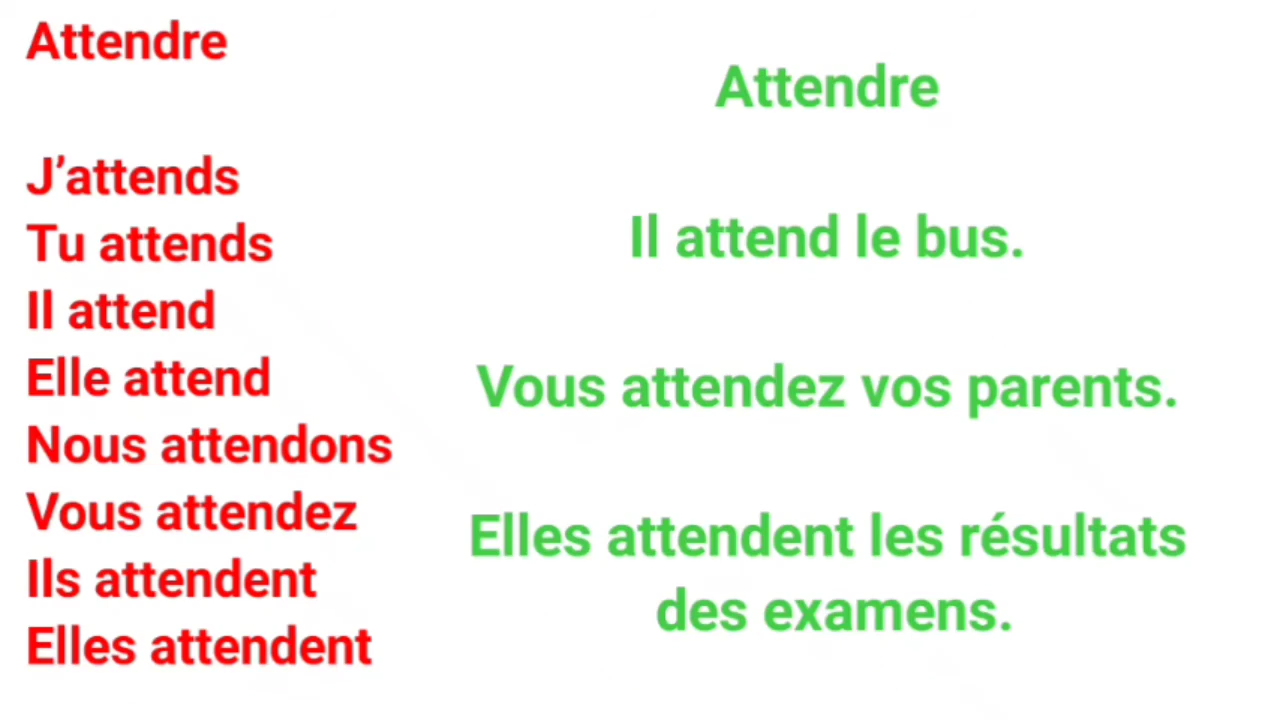 Attendre
J’attends
Tu attends
Il attend
Elle attend
Nous attendons
Vous attendez
Ils attendent
Elles attendent
Attendre
Il attend le bus.
Vous attendez vos parents.
Elles attendent les résultats
des examens.